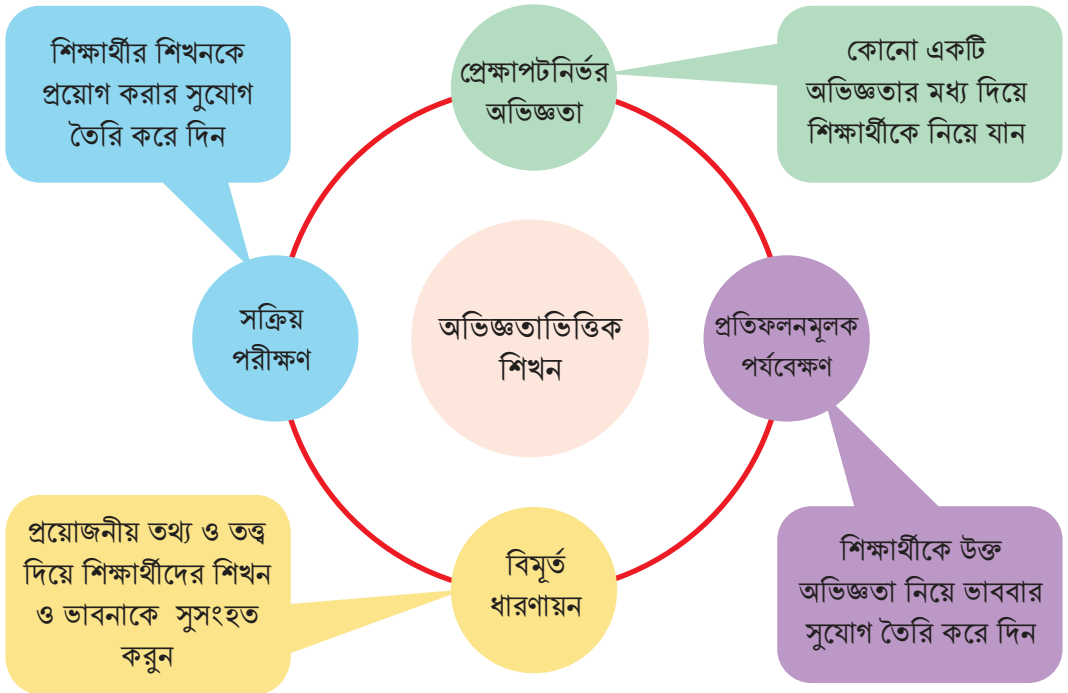 শিক্ষার্থীর শিখনকে
প্রয়োগ করার সুযোগ
তৈরি করে দিন
প্রেক্ষাপটনির্ভর
অভিজ্ঞতা
কোনো একটি
অভিজ্ঞতার মধ্য দিয়ে
শিক্ষার্থীকে নিয়ে যান
সক্রিয়
পরীক্ষণ
অভিজ্ঞতাভিত্তিক
শিখন
প্রতিফলনমূলক
পর্যবেক্ষণ
প্রয়োজনীয় তথ্য ও তত্ত্ব
দিয়ে শিক্ষার্থীদের শিখন
ও ভাবনাকে সুসংহত
করুন
বিমূর্ত
ধারণায়ন
শিক্ষার্থীকে উক্ত
অভিজ্ঞতা নিয়ে ভাববার
সুযোগ তৈরি করে দিন